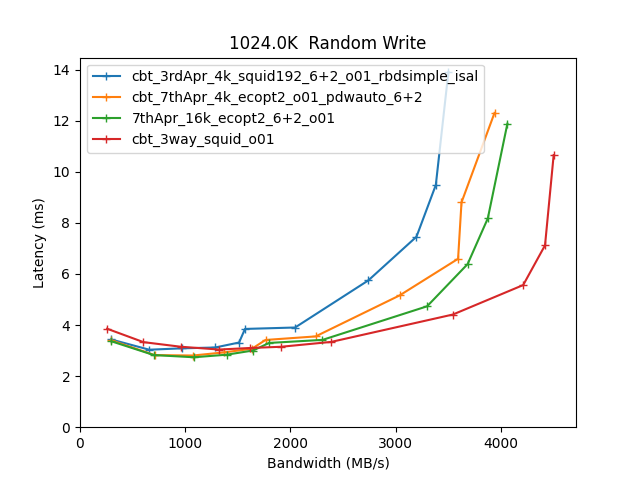 1024.0K  Random Write
cbt_3rdApr_4k_squid192_6+2_o01_rbdsimple_isal
cbt_7thApr_4k_ecopt2_o01_pdwauto_6+2
7thApr_16k_ecopt2_6+2_o01
cbt_3way_squid_o01
14
12
10
8
6
4
2
0
Latency (ms)
0 1000 2000 3000 4000
Bandwidth (MB/s)